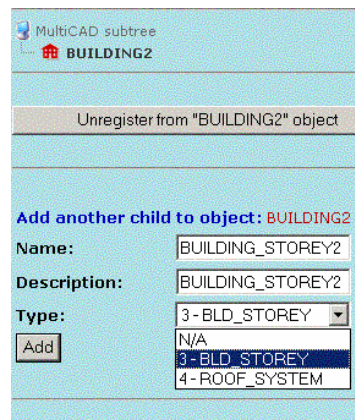 MultiCAD subtree
BUILDING2
Unregister from "BUILDING2" object
Add another child to object: BUILDING2
Name: BUILDING_STOREY2
Description: BUILDING_STOREY2
Type: 3 - BLD_STOREY
Add
N/A
3 - BLD_STOREY
4 - ROOF_SYSTEM